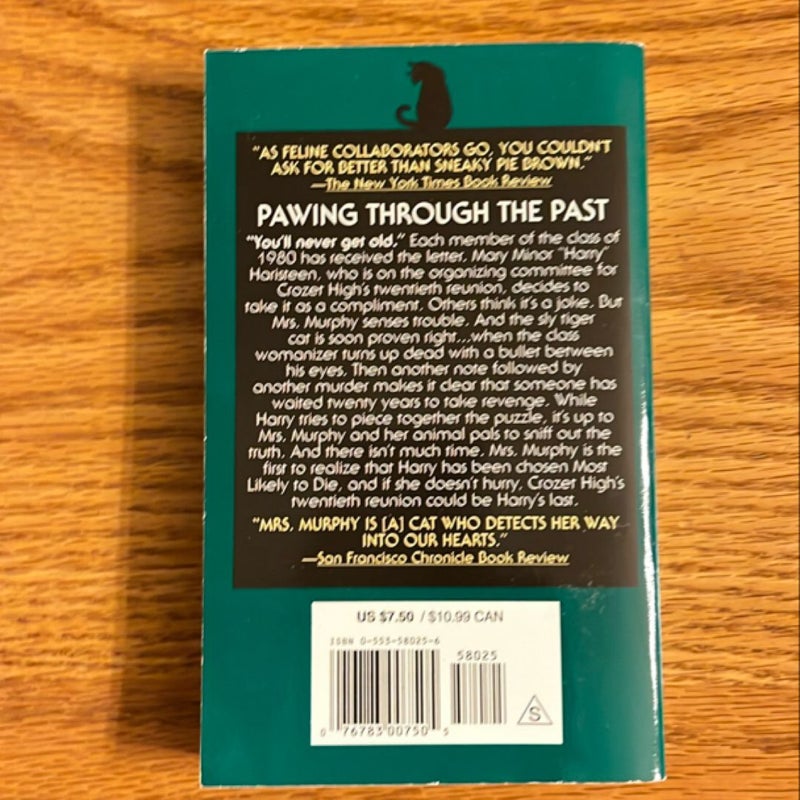 "AS FELINE COLLABORATORS GO, YOU COULDN'T
ASK FOR BETTER THAN SNEAKY PIE BROWN."
—The New York Times Book Review
PAWING THROUGH THE PAST
"You'll never get old." Each member of the class of
1980 has received the letter. Mary Minor "Harry"
Haristeen, who is on the organizing committee for
Crozet High's twentieth reunion, decides to
take it as a compliment. Others think it's a joke. But
Mrs. Murphy senses trouble. And the sly tiger
cat is soon proven right...when the class
womanizer turns up dead with a bullet between
his eyes. Then another note followed by
another murder makes it clear that someone has
waited twenty years to take revenge. While
Harry tries to piece together the puzzle, it's up to
Mrs. Murphy and her animal pals to sniff out the
truth. And there isn't much time. Mrs. Murphy is the
first to realize that Harry has been chosen Most
Likely to Die, and if she doesn't hurry, Crozet High's
twentieth reunion could be Harry's last.
"MRS. MURPHY IS [A] CAT WHO DETECTS HER WAY
INTO OUR HEARTS."
—San Francisco Chronicle Book Review
US $7.50 / $10.99 CAN
ISBN 0-553-58025-6
58025
0 76783 00750 5
S